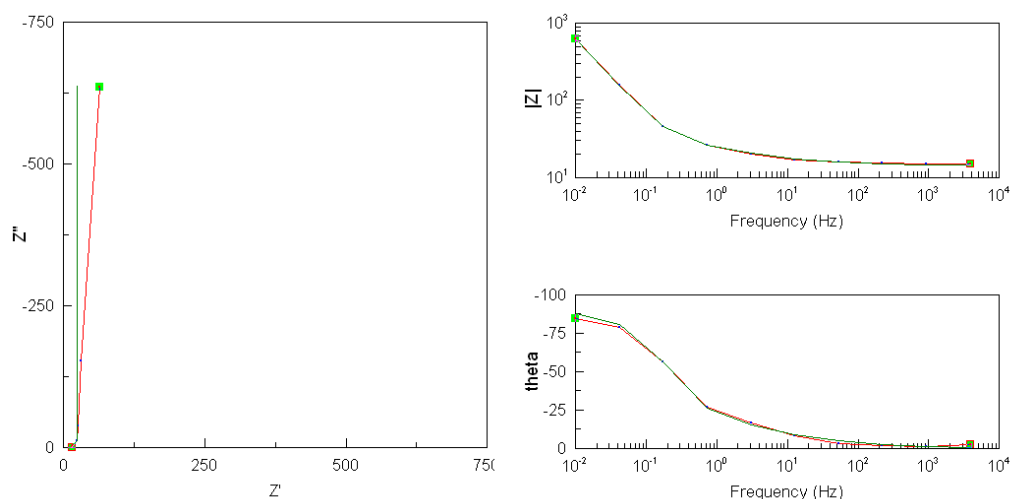 -750
-500
-250
0
Z''
0
250
500
750
Z'
10³
10²
10¹
|Z|
10⁻² 10⁻¹ 10⁰ 10¹ 10² 10³ 10⁴
Frequency (Hz)
-100
-75
-50
-25
0
theta
10⁻² 10⁻¹ 10⁰ 10¹ 10² 10³ 10⁴
Frequency (Hz)